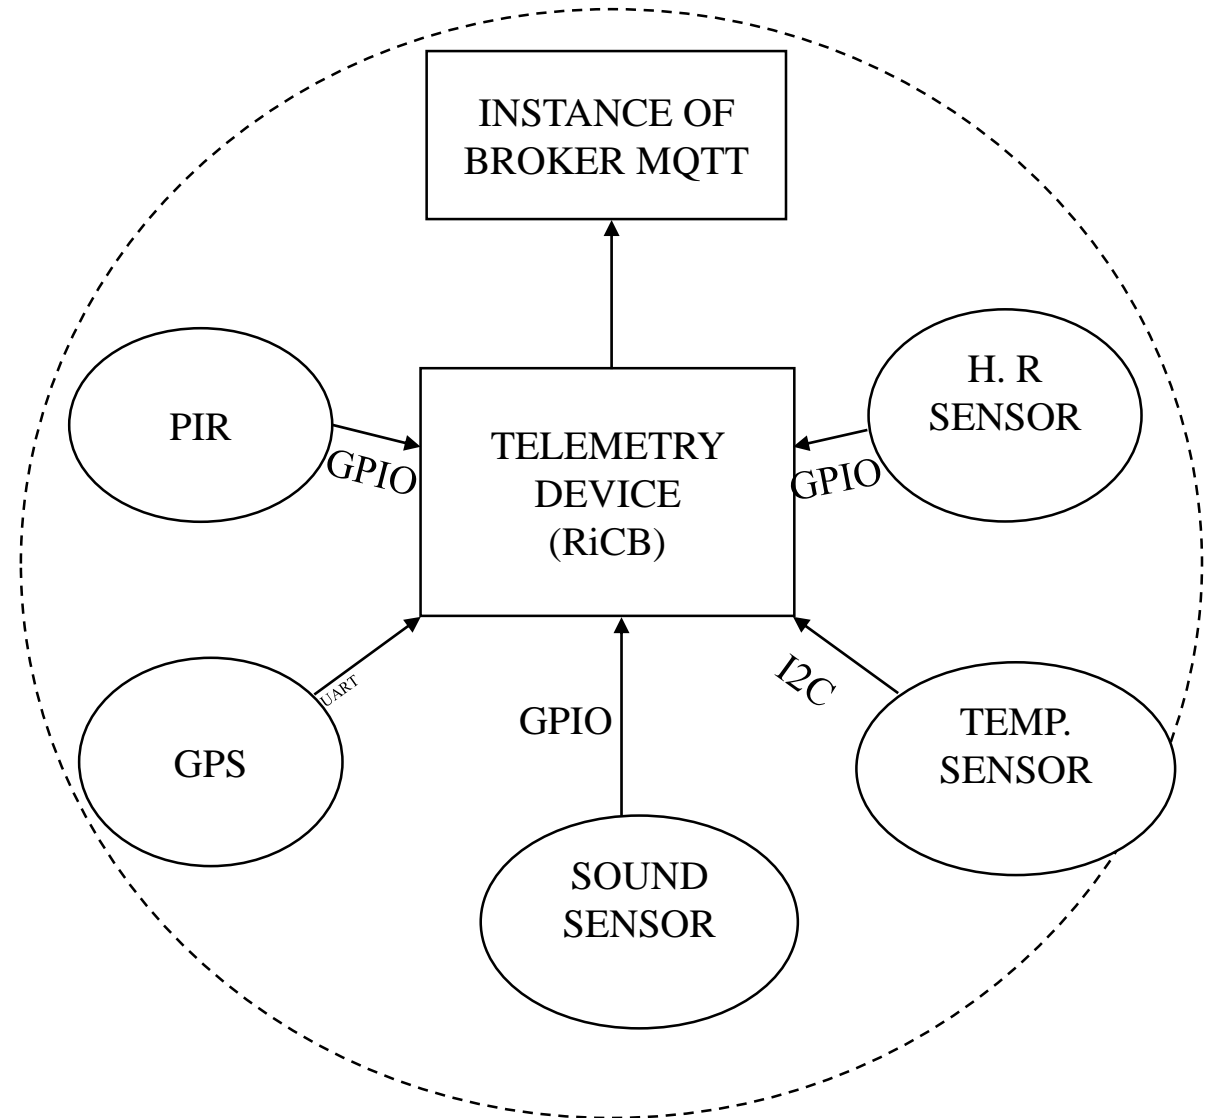 INSTANCE OF
BROKER MQTT
PIR
GPIO
TELEMETRY
DEVICE
(RiCB)
H. R
SENSOR
GPIO
GPS
UART
GPIO
I2C
TEMP.
SENSOR
SOUND
SENSOR